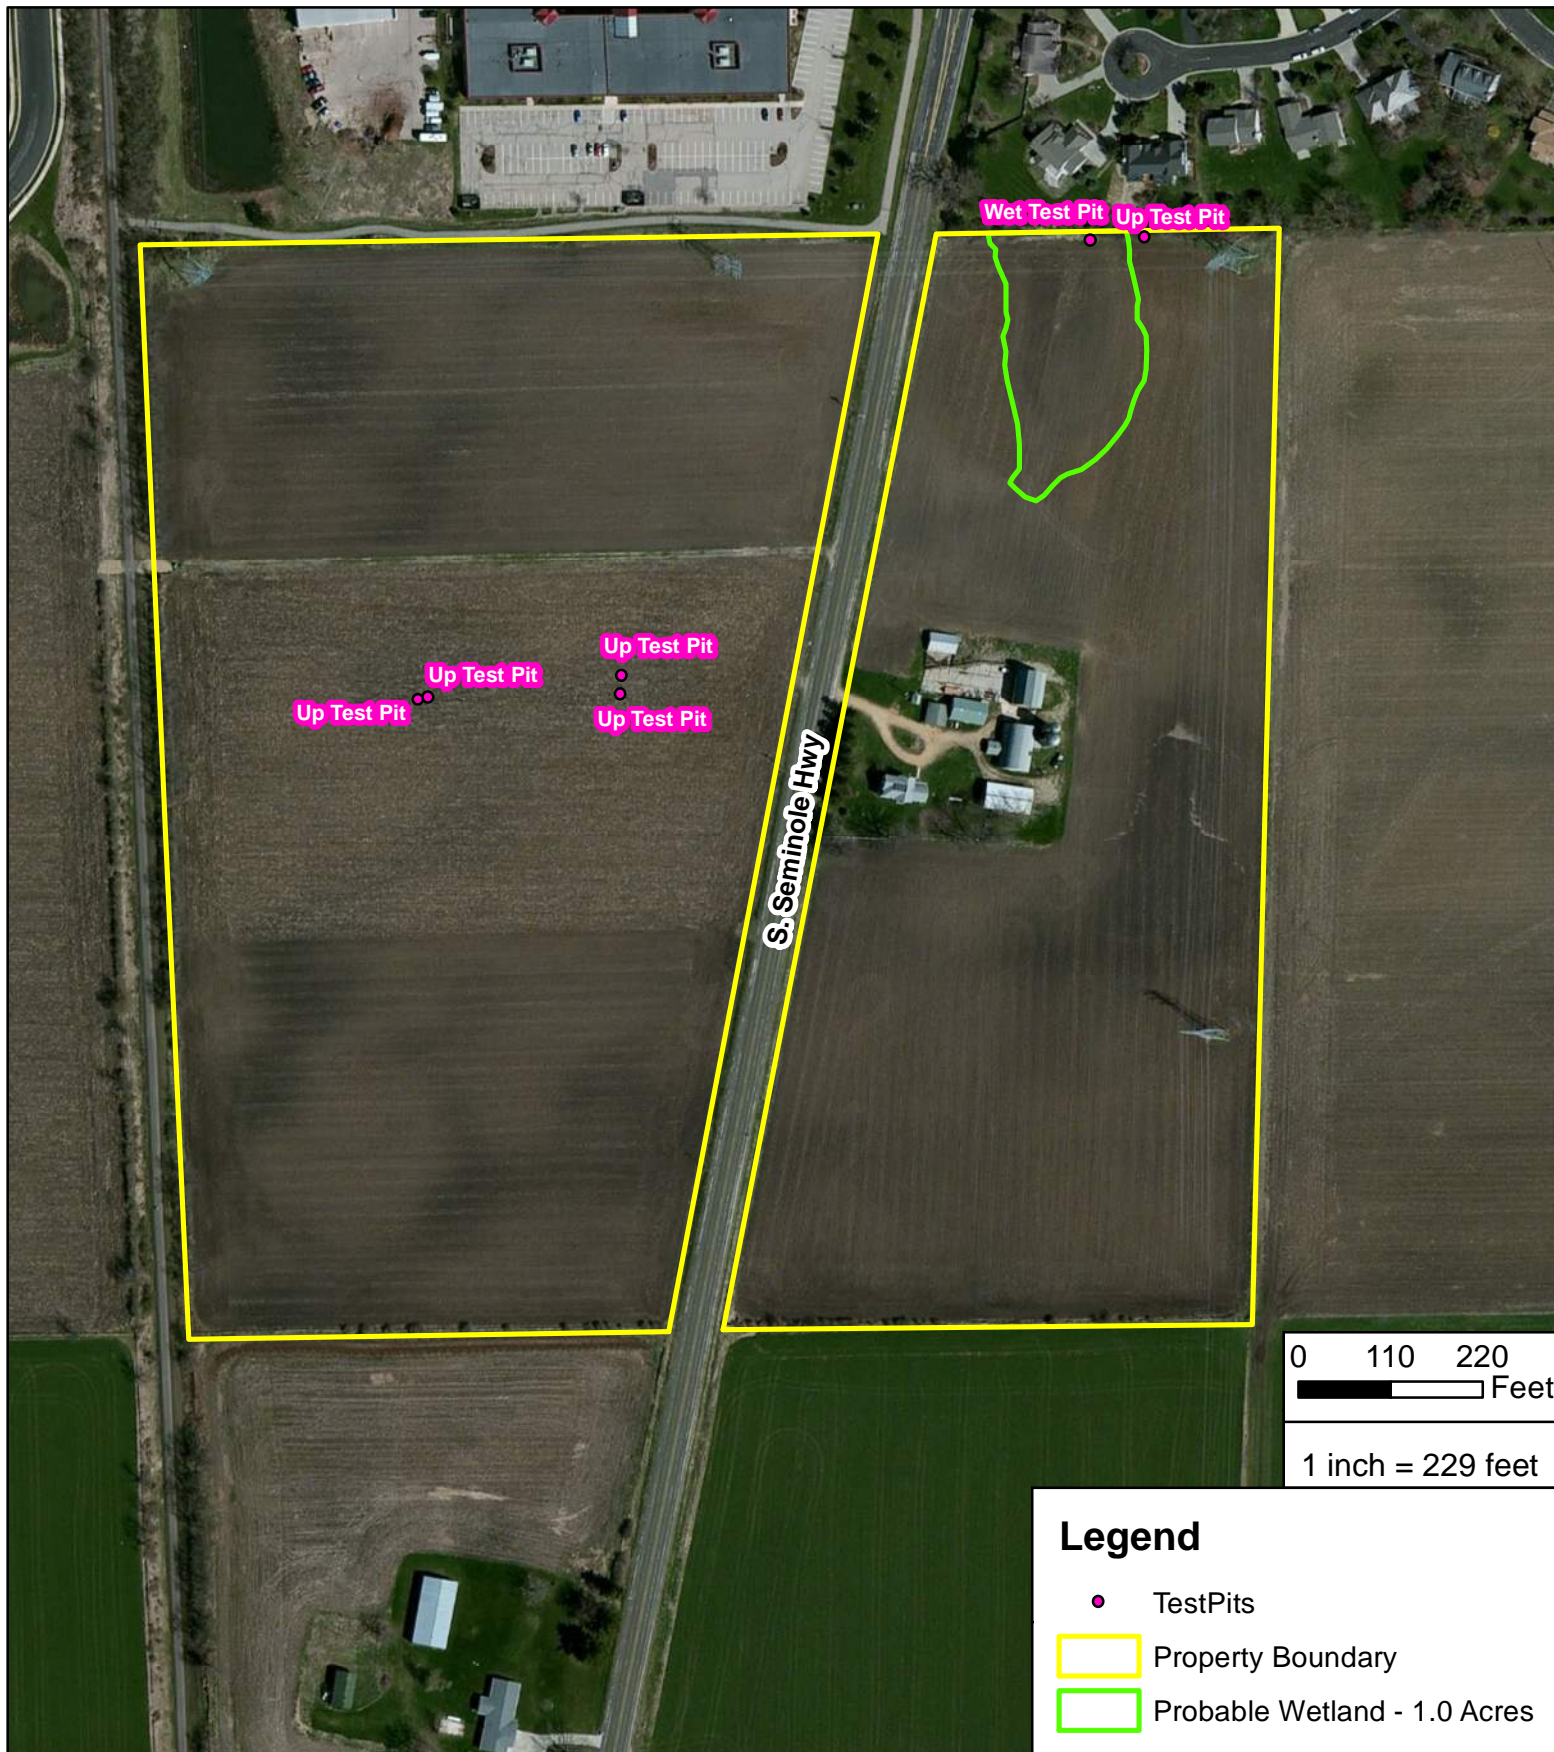 Wet Test Pit
Up Test Pit
Up Test Pit
Up Test Pit
Up Test Pit
Up Test Pit
S. Seminole Hwy
0 110 220
Feet
1 inch = 229 feet
Legend
TestPits
Property Boundary
Probable Wetland - 1.0 Acres